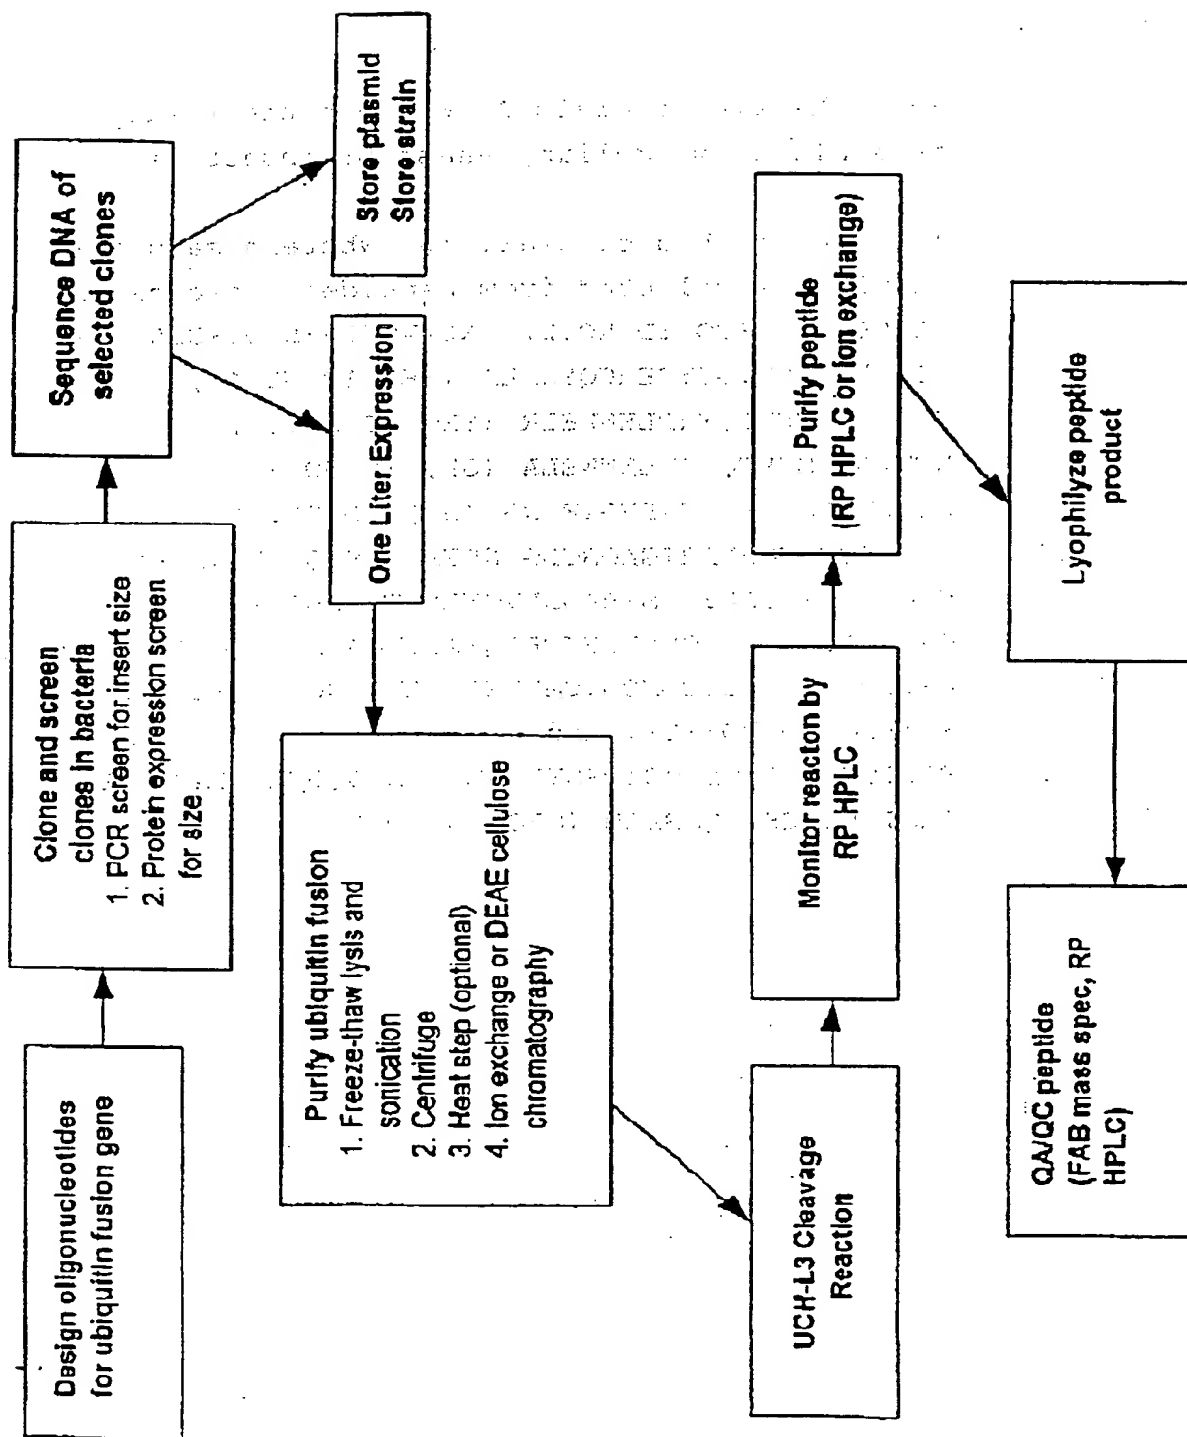 Design oligonucleotides
for ubiquitin fusion gene
Clone and screen
clones in bacteria
1. PCR screen for insert size
2. Protein expression screen
for size
Sequence DNA of
selected clones
Store plasmid
Store strain
One Liter Expression
Purify ubiquitin fusion
1. Freeze-thaw lysis and
sonication
2. Centrifuge
3. Heat step (optional)
4. Ion exchange or DEAE cellulose
chromatography
UCH-L3 Cleavage
Reaction
Monitor reacton by
RP HPLC
Purify peptide
(RP HPLC or ion exchange)
Lyophilyze peptide
product
QA/QC peptide
(FAB mass spec, RP
HPLC)